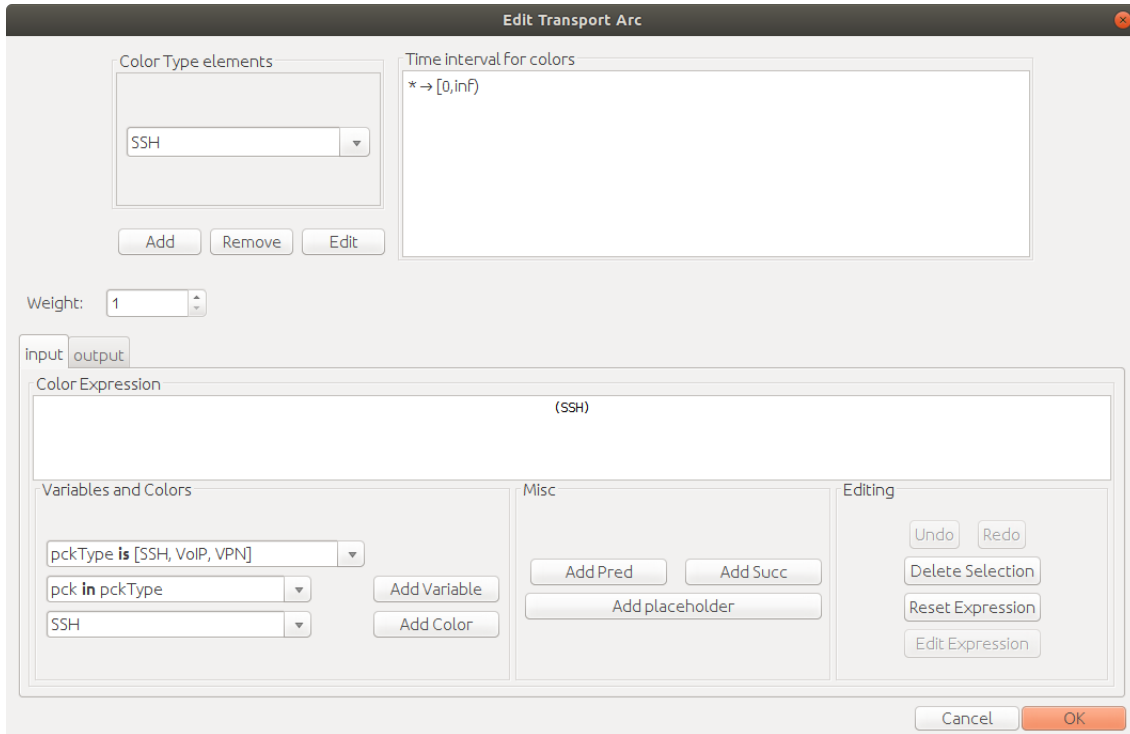 Edit Transport Arc
Color Type elements
Time interval for colors
* → [0,inf)
SSH
Add Remove Edit
Weight: 1
input output
Color Expression
(SSH)
Variables and Colors
Misc
Editing
Undo Redo
pckType is [SSH, VoIP, VPN]
Add Pred Add Succ
Delete Selection
pck in pckType
Add Variable
Add placeholder
Reset Expression
SSH
Add Color
Edit Expression
Cancel OK